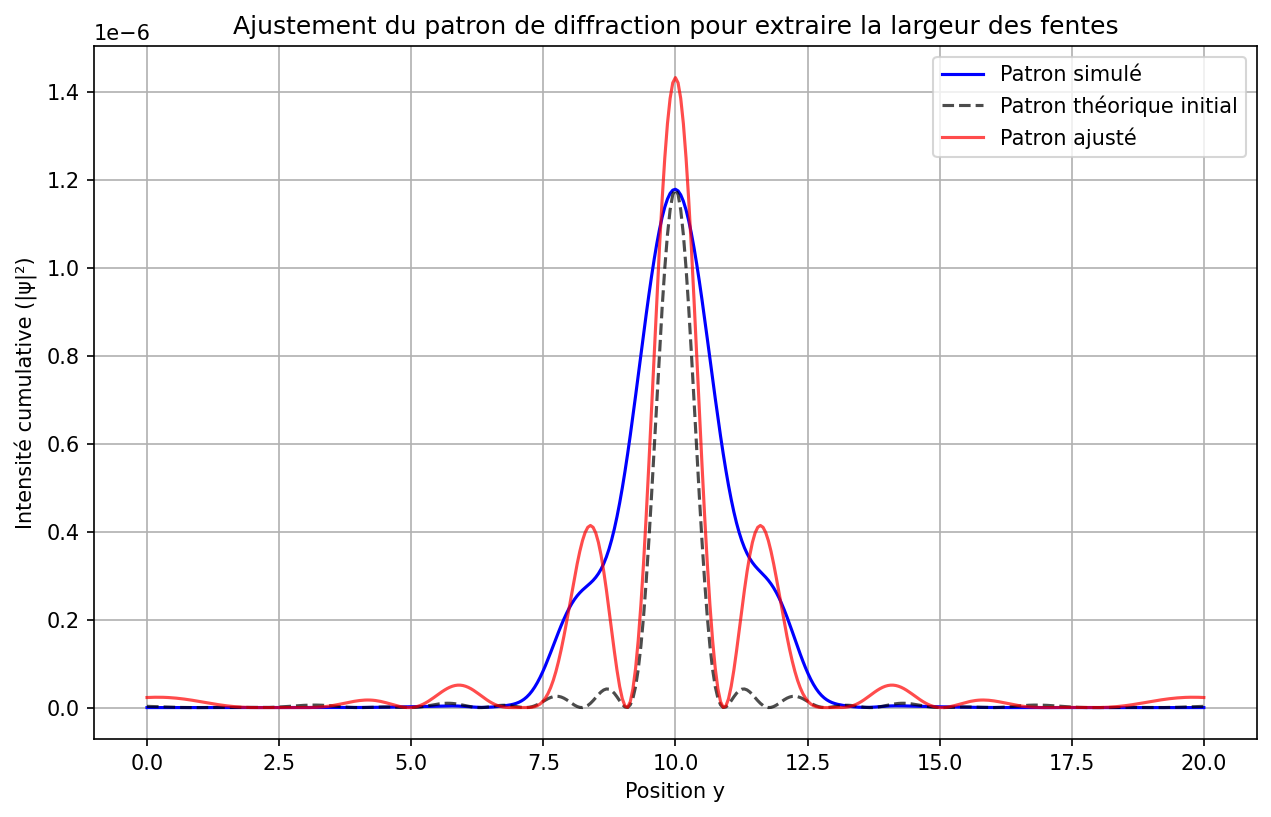 Ajustement du patron de diffraction pour extraire la largeur des fentes
1e−6
Patron simulé
Patron théorique initial
Patron ajusté
1.4
1.2
1.0
0.8
0.6
0.4
0.2
0.0
Intensité cumulative (|ψ|²)
0.0 2.5 5.0 7.5 10.0 12.5 15.0 17.5 20.0
Position y